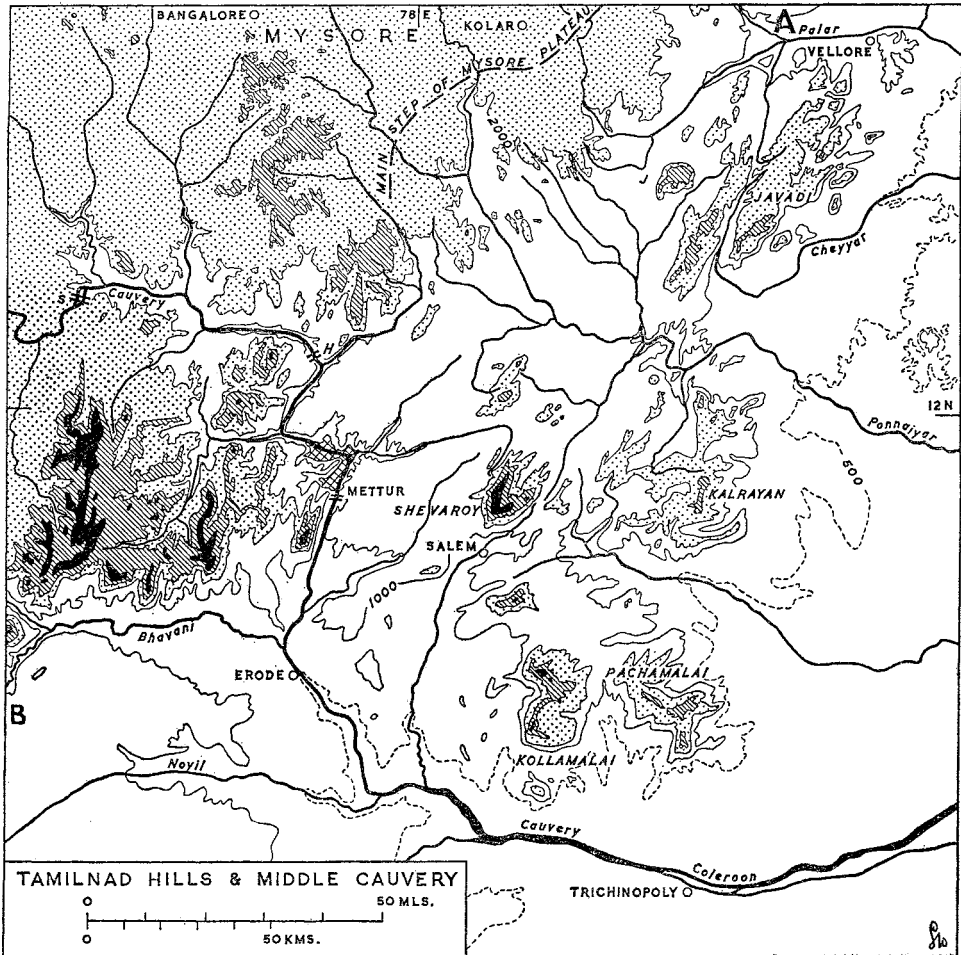 BANGALORE
78 E
KOLAR
A
Palar
MYSORE
VELLORE
MAIN STEP OF MYSORE PLATEAU
2000
J
JAVADI
Cheyyar
S
Cauvery
H
12 N
Ponnaiyar
500
METTUR
SHEVAROY
KALRAYAN
SALEM
1000
Bhavani
ERODE
PACHAMALAI
B
KOLLAMALAI
Noyil
Cauvery
Coleroon
TRICHINOPOLY
TAMILNAD HILLS & MIDDLE CAUVERY
0 50 MLS.
0 50 KMS.